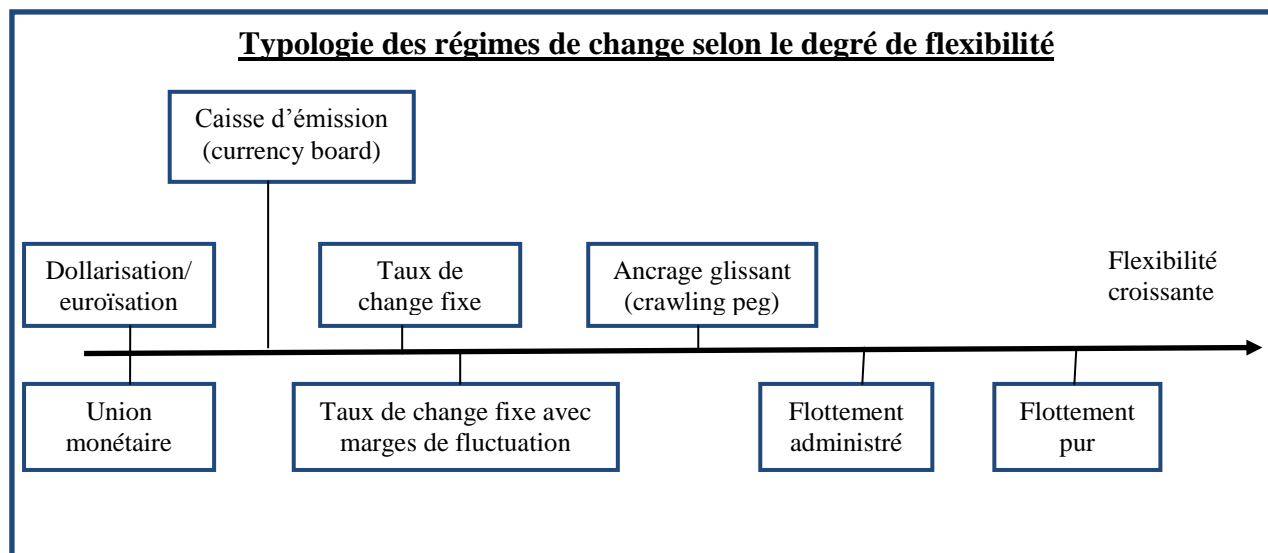 Typologie des régimes de change selon le degré de flexibilité
Caisse d’émission
(currency board)
Dollarisation/
euroïsation
Taux de
change fixe
Ancrage glissant
(crawling peg)
Flexibilité
croissante
Union
monétaire
Taux de change fixe avec
marges de fluctuation
Flottement
administré
Flottement
pur